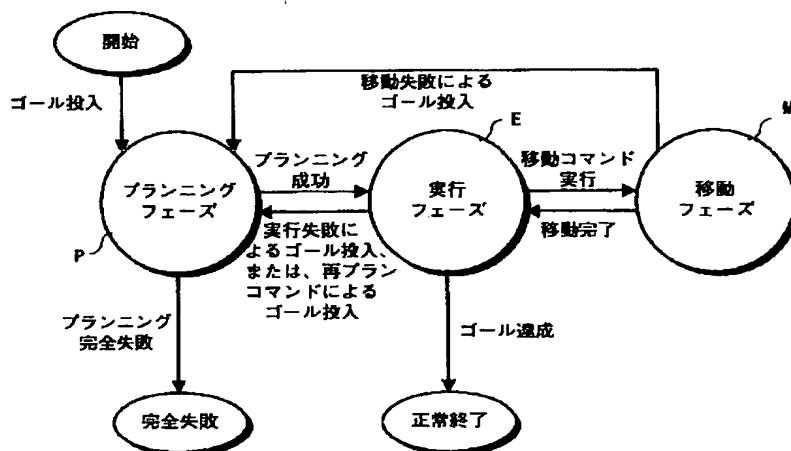 開始
ゴール投入
移動失敗による
ゴール投入
E
プランニング
フェーズ
P
プランニング
成功
実行
フェーズ
移動コマンド
実行
移動
フェーズ
実行失敗に
よるゴール投入、
または、再プラン
コマンドによる
ゴール投入
移動完了
プランニング
完全失敗
ゴール達成
完全失敗
正常終了